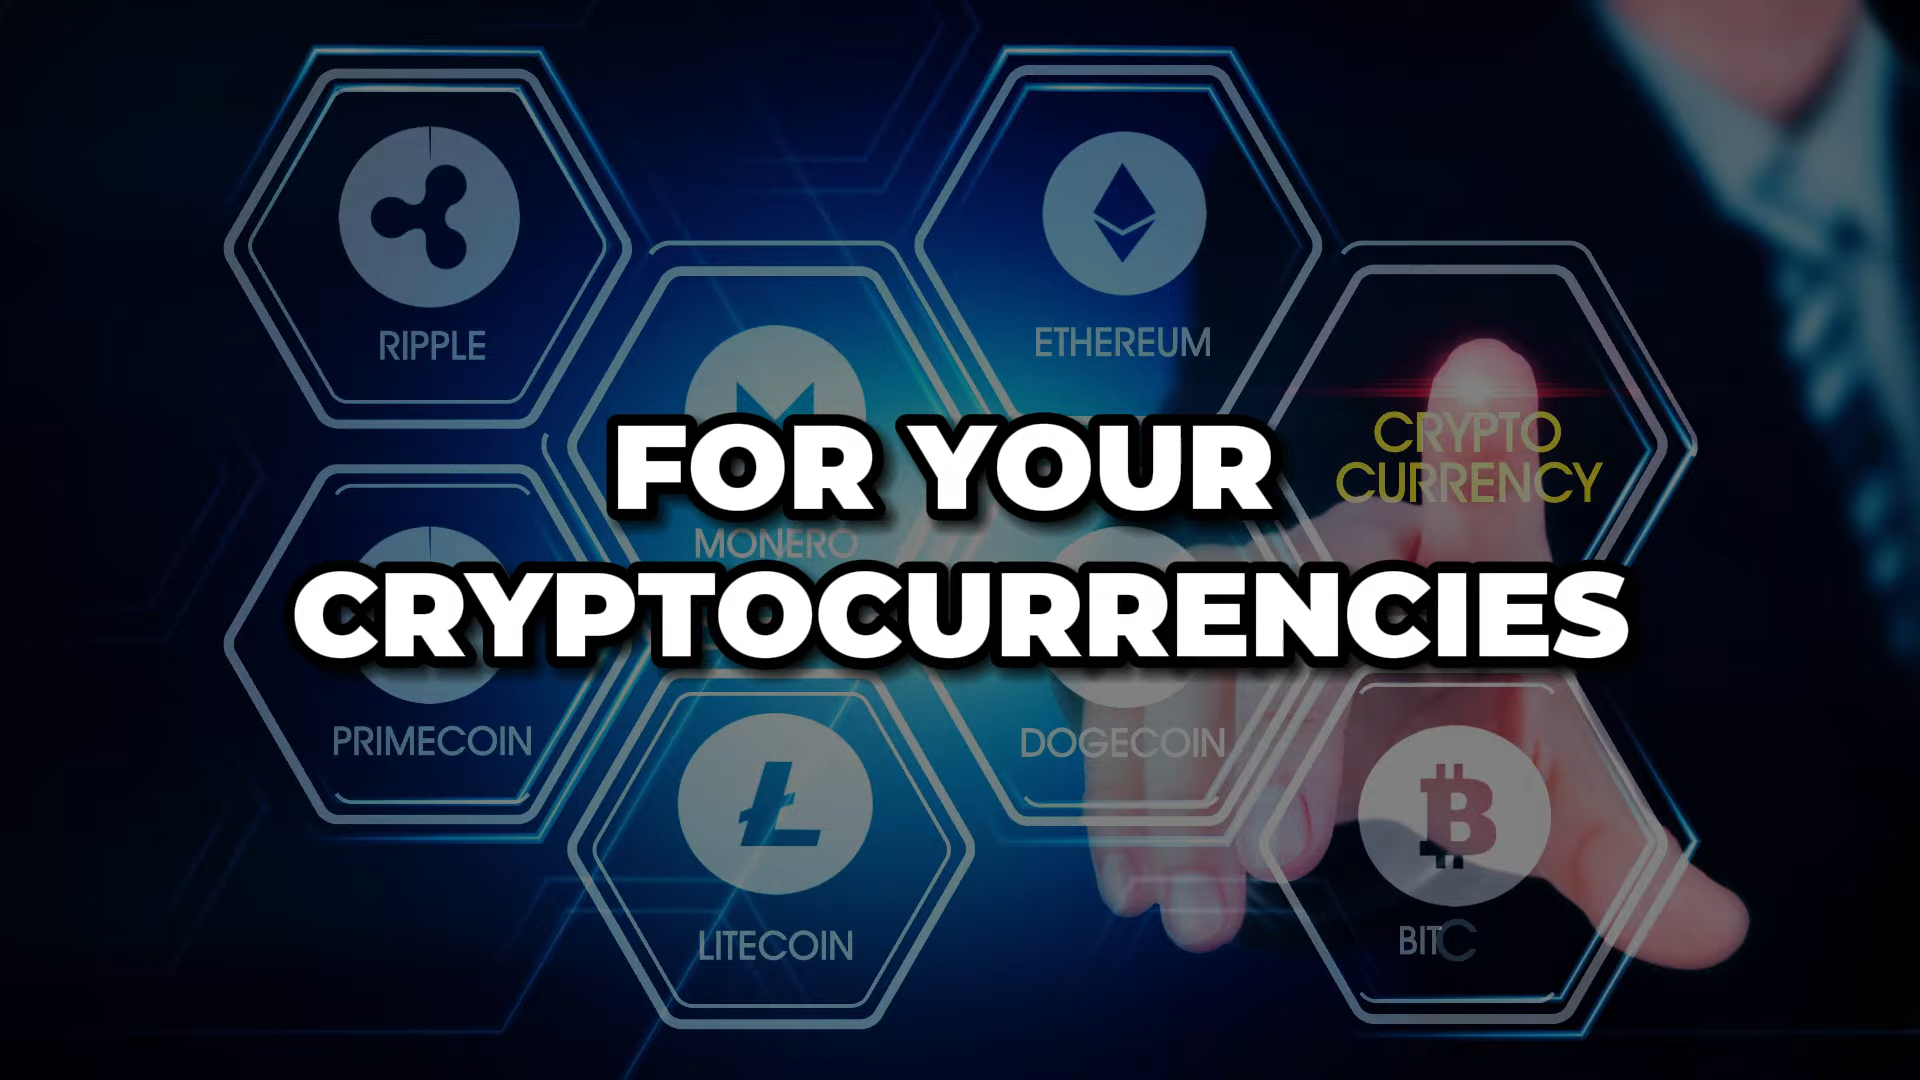 RIPPLE
ETHEREUM
CRYPTO
CURRENCY
FOR YOUR
MONERO
CRYPTOCURRENCIES
PRIMECOIN
DOGECOIN
LITECOIN
BITC